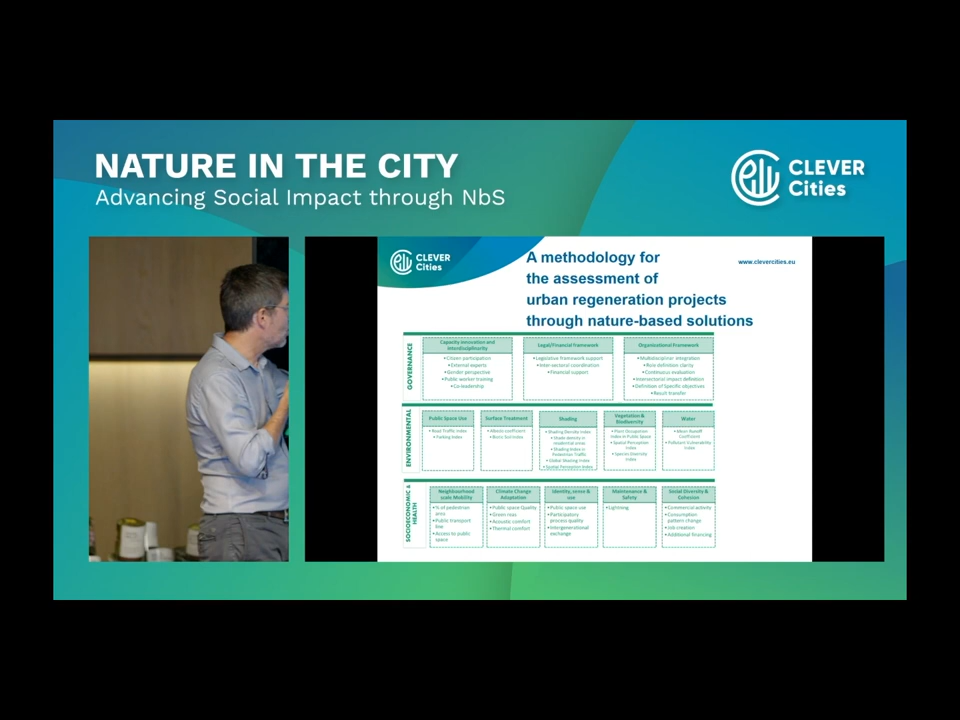 NATURE IN THE CITY
Advancing Social Impact through NbS
CLEVER
Cities
CLEVER
Cities
A methodology for
the assessment of
urban regeneration projects
through nature-based solutions
www.clevercities.eu
GOVERNANCE
Capacity innovation and
interdisciplinarity
•Citizen participation
•External experts
•Gender perspective
•Public worker training
•Co-leadership
Legal/Financial framework
•Legislative framework support
•Inter-sectoral coordination
•Financial support
Organizational Framework
•Multidisciplinar integration
•Role definition clarity
•Continuous evaluation
•Intersectorial impact definition
•Definition of Specific objectives
•Result transfer
ENVIRONMENTAL
Public Space Use
•Road Traffic Index
•Parking Index
Surface Treatment
•Albedo coefficient
•Biotic Soil Index
Shading
•Shading Density Index
•Shade density in
residential areas
•Shading Index in
Pedestrian Traffic
•Global Shading Index
•Spatial Perception Index
Vegetation &
Biodiversity
•Plant Occupation
Index in Public Space
•Spatial Perception
Index
•Species Diversity
Index
Water
•Mean Runoff
Coefficient
•Pollutant Vulnerability
Index
SOCIOECONOMIC &
HEALTH
Neighborhood
scale Mobility
•% of pedestrian
area
•Public transport
line
•Access to public
space
Climate Change
Adaptation
•Public space Quality
•Green reas
•Acoustic comfort
•Thermal comfort
Identity, sense &
use
•Public space use
•Participatory
process quality
•Intergenerational
exchange
Maintenance &
Safety
•Lightning
Social Diversity &
Cohesion
•Commercial activity
•Consumption
pattern change
•Job creation
•Additional financing